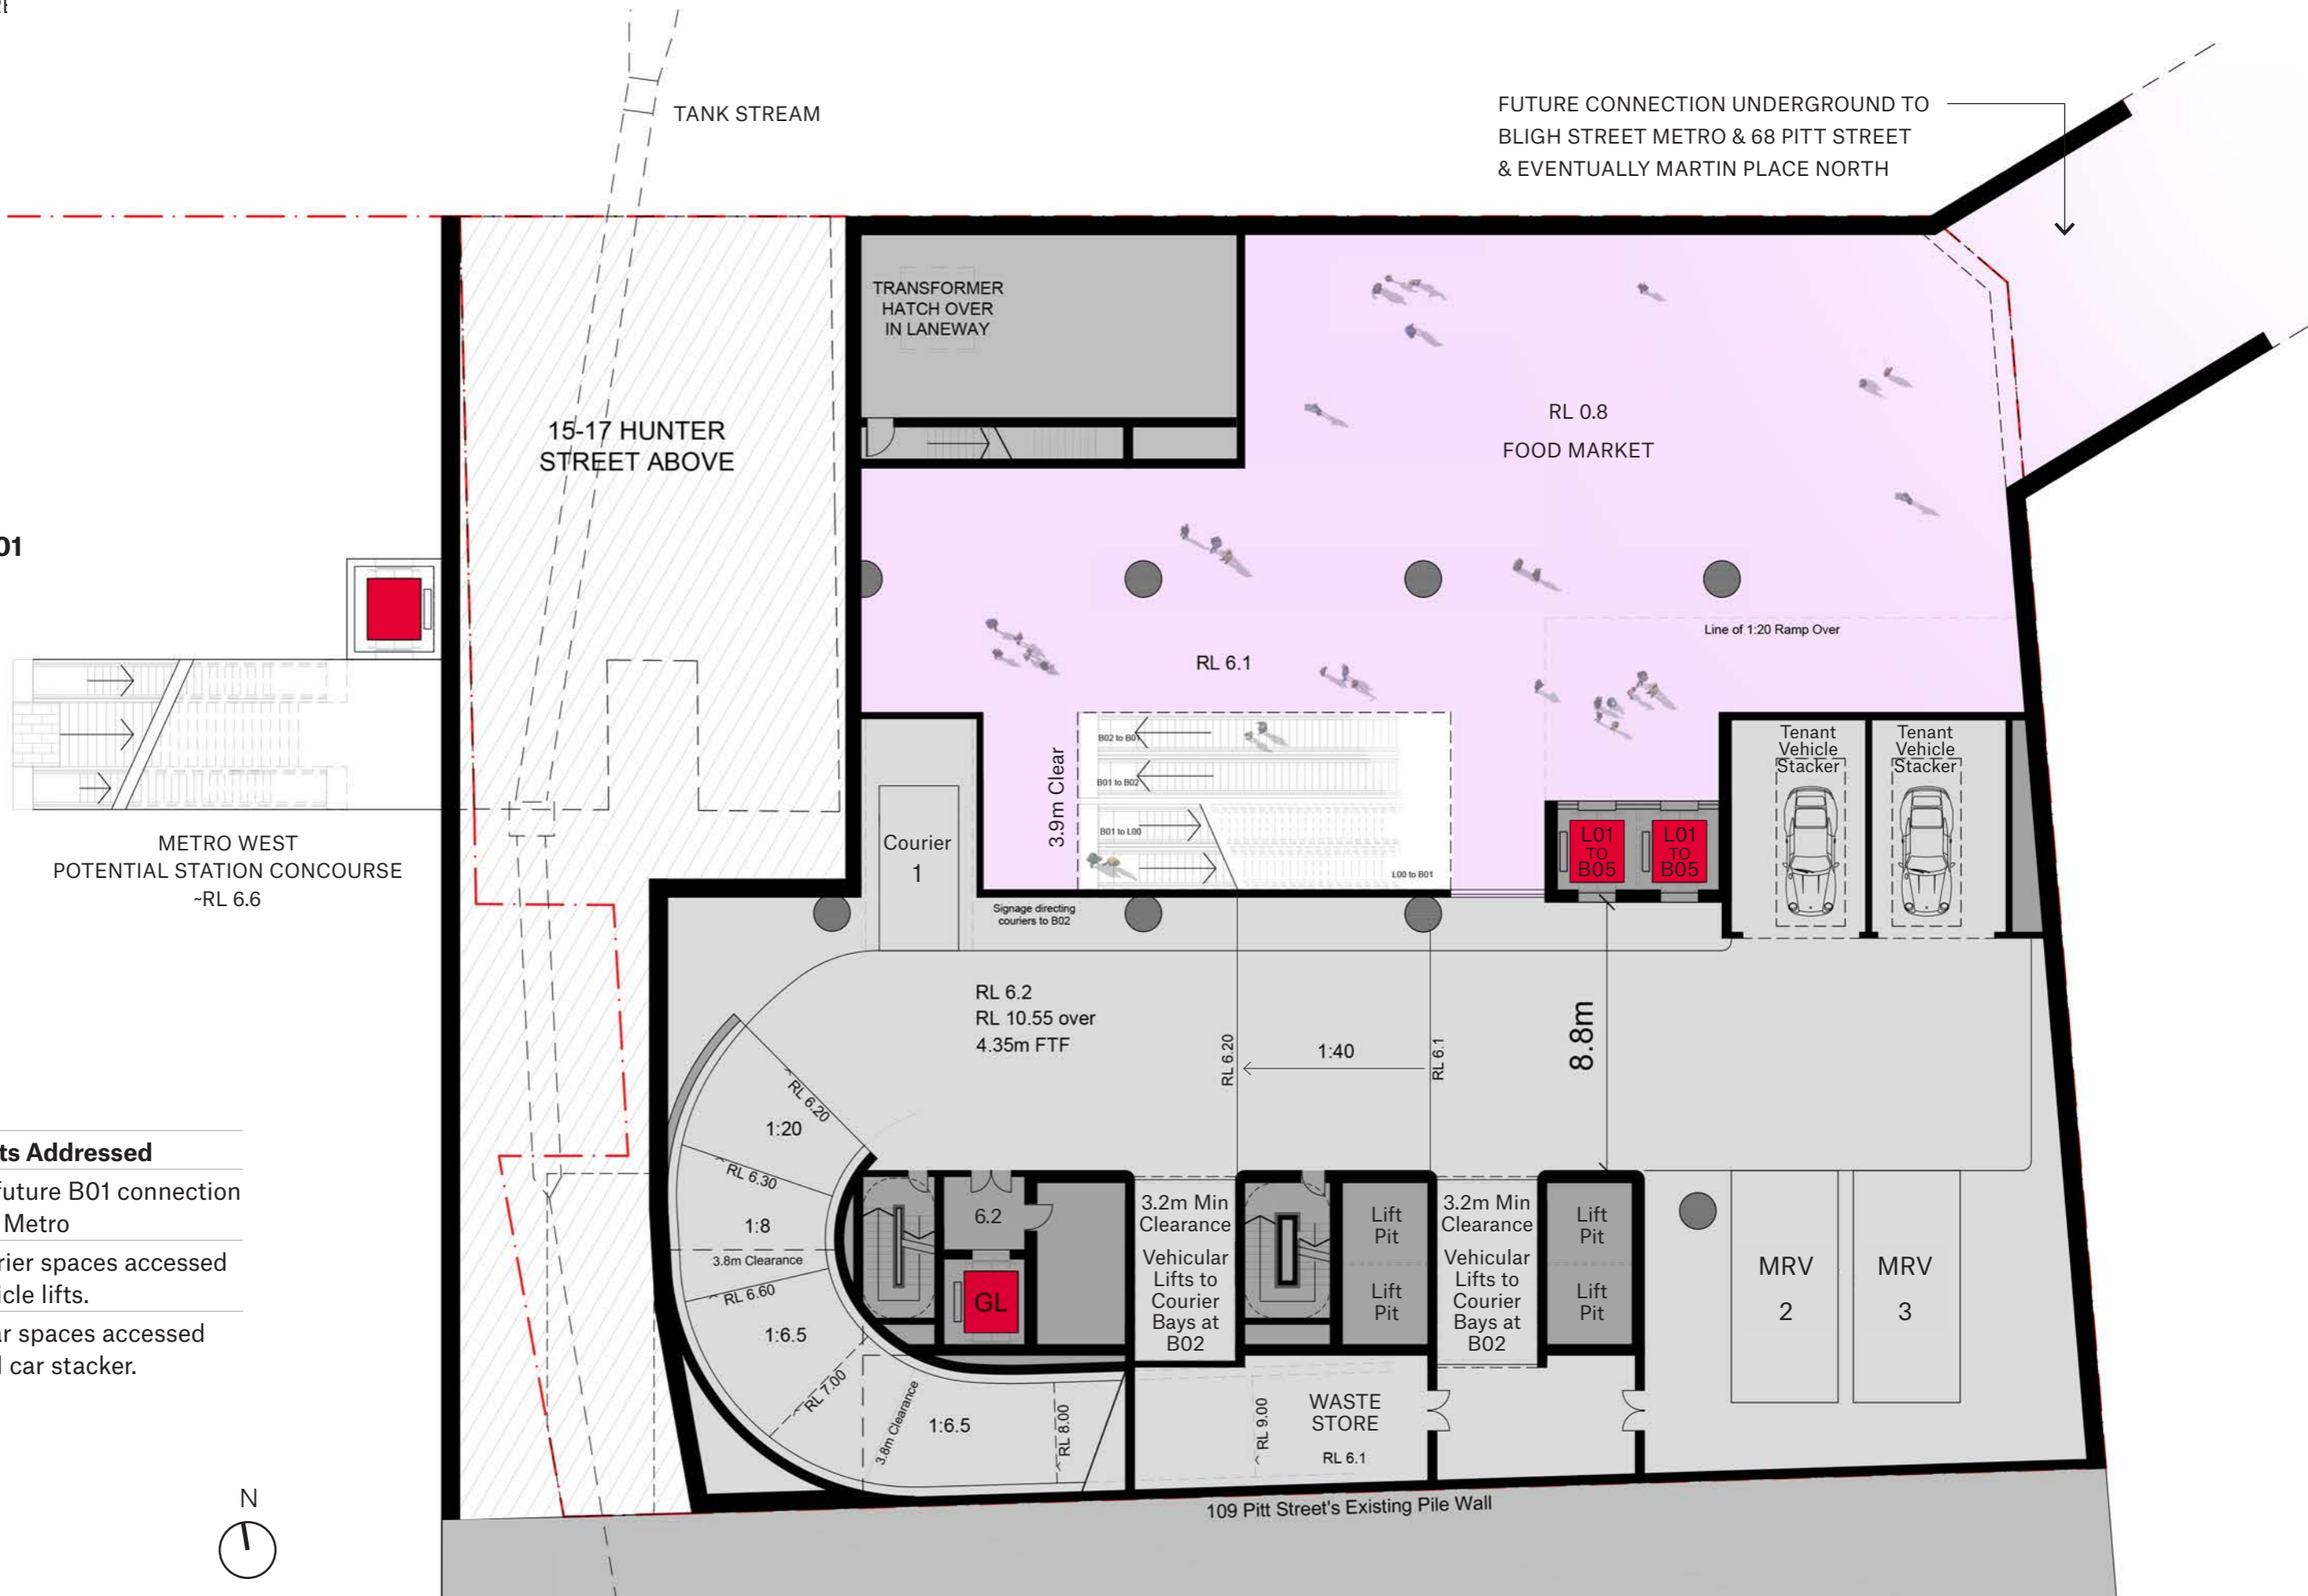 TANK STREAM
FUTURE CONNECTION UNDERGROUND TO
BLIGH STREET METRO & 68 PITT STREET
& EVENTUALLY MARTIN PLACE NORTH
TRANSFORMER
HATCH OVER
IN LANEWAY
15-17 HUNTER
STREET ABOVE
RL 0.8
FOOD MARKET
01
Line of 1:20 Ramp Over
RL 6.1
B02 to B01
B01 to B02
B01 to L00
L00 to B01
3.9m Clear
Tenant
Vehicle
Stacker
Tenant
Vehicle
Stacker
L01
TO
B05
L01
TO
B05
METRO WEST
POTENTIAL STATION CONCOURSE
~RL 6.6
Courier
1
Signage directing
couriers to B02
RL 6.2
RL 10.55 over
4.35m FTF
RL 6.20
1:40
RL 6.1
8.8m
RL 6.20
1:20
RL 6.30
1:8
3.8m Clearance
RL 6.60
1:6.5
RL 7.00
3.8m Clearance
1:6.5
RL 8.00
6.2
GL
3.2m Min
Clearance
Vehicular
Lifts to
Courier
Bays at
B02
Lift
Pit
Lift
Pit
3.2m Min
Clearance
Vehicular
Lifts to
Courier
Bays at
B02
Lift
Pit
Lift
Pit
MRV
2
MRV
3
RL 9.00
WASTE
STORE
RL 6.1
109 Pitt Street's Existing Pile Wall
ts Addressed
future B01 connection
Metro
rier spaces accessed
icle lifts.
ar spaces accessed
l car stacker.
N